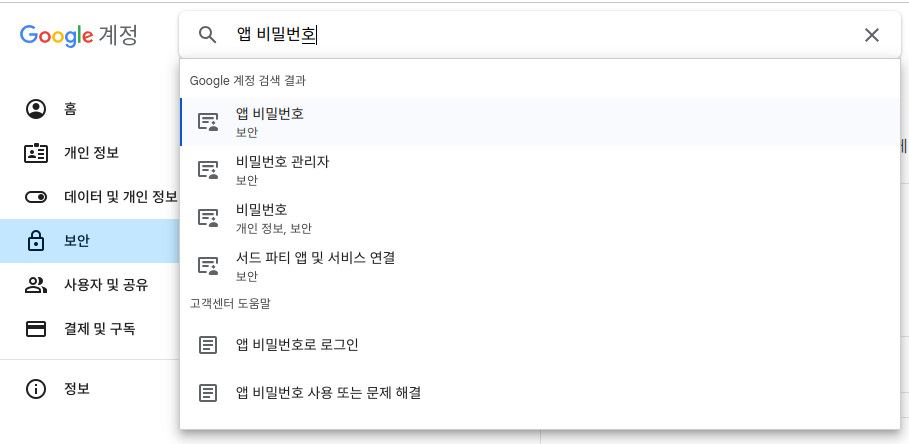 Google 계정
앱 비밀번호
Google 계정 검색 결과
앱 비밀번호
보안
비밀번호 관리자
보안
비밀번호
개인 정보, 보안
서드 파티 앱 및 서비스 연결
보안
고객센터 도움말
앱 비밀번호로 로그인
앱 비밀번호 사용 또는 문제 해결
홈
개인 정보
데이터 및 개인 정보
보안
사용자 및 공유
결제 및 구독
정보